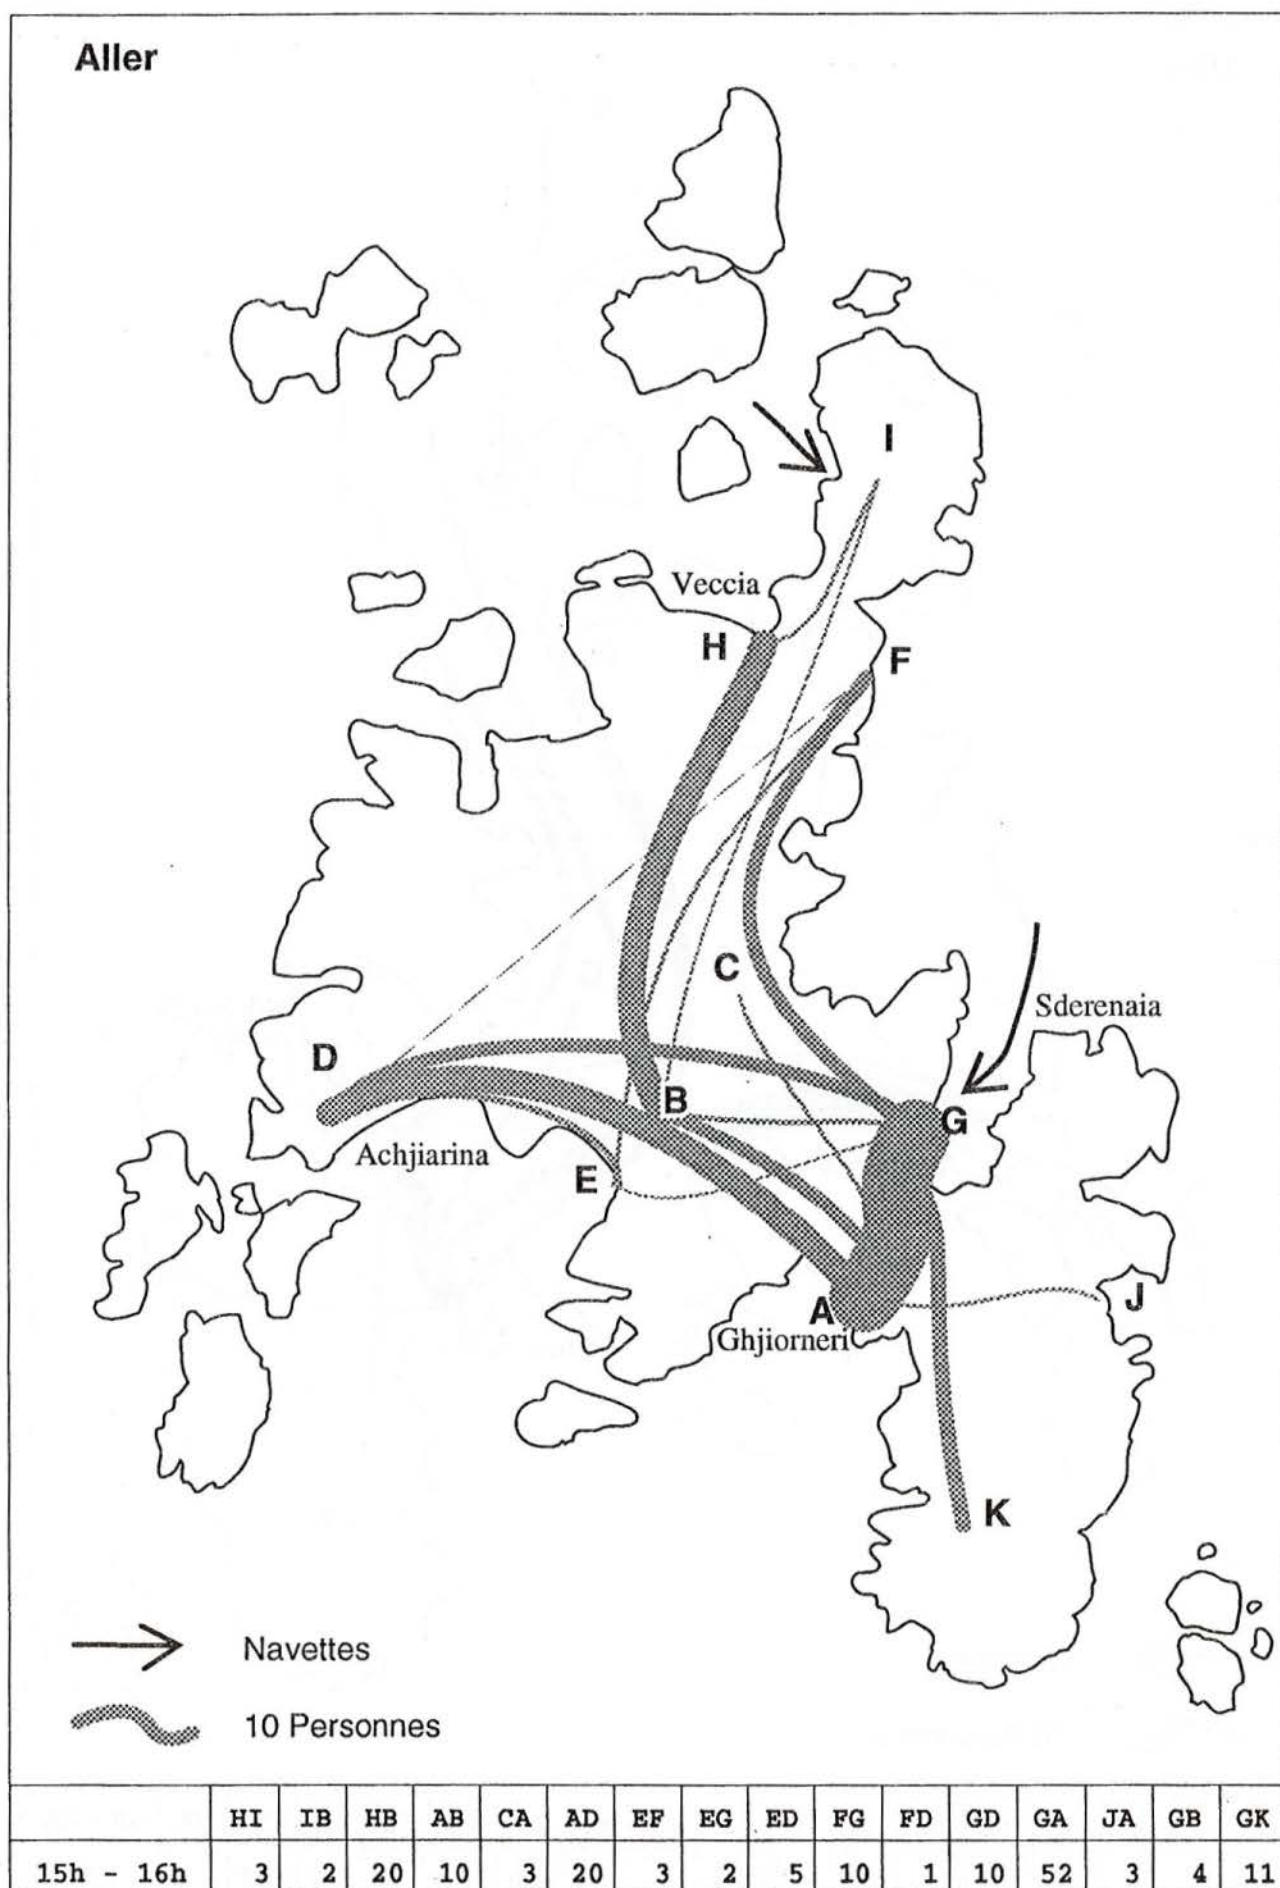 Aller
I
Veccia
H
F
C
Sderenaia
D
B
G
Achjiarina
E
A
J
Ghjiorneri
K
Navettes
10 Personnes
HI IB HB AB CA AD EF EG ED FG FD GD GA JA GB GK
15h - 16h 3 2 20 10 3 20 3 2 5 10 1 10 52 3 4 11